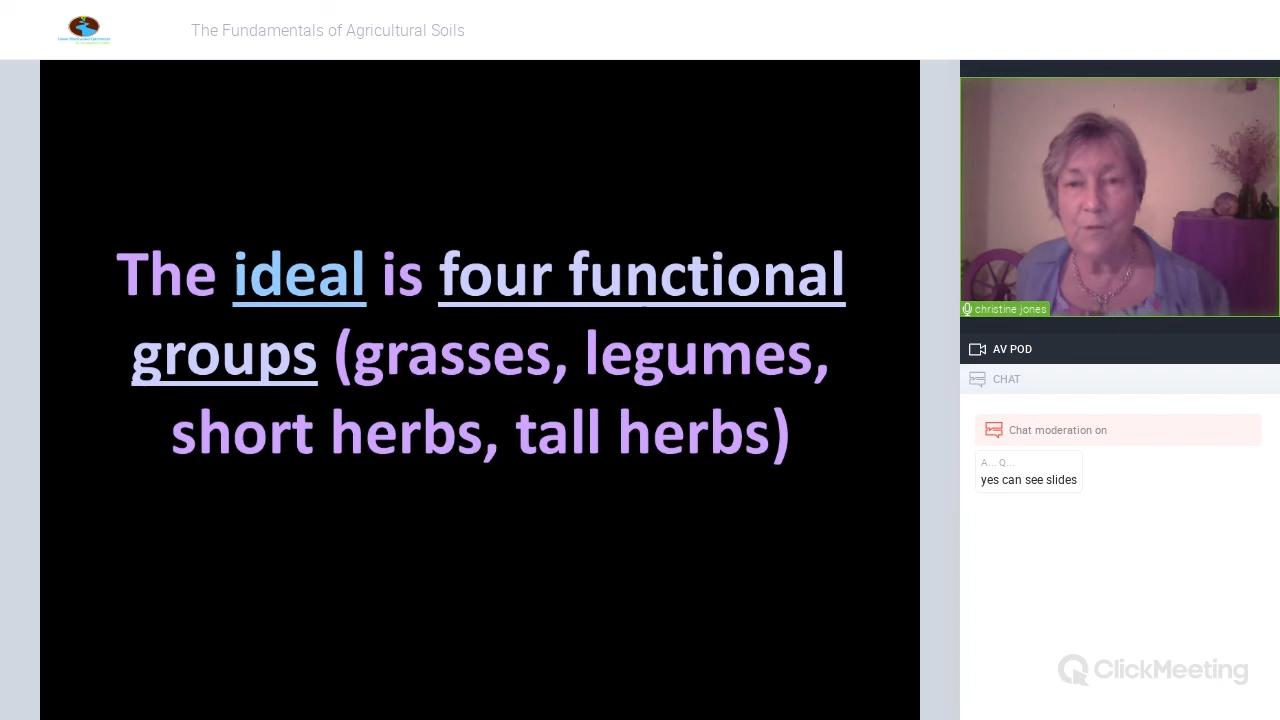 The Fundamentals of Agricultural Soils
The ideal is four functional
groups (grasses, legumes,
short herbs, tall herbs)
christine jones
AV POD
CHAT
Chat moderation on
A... Q...
yes can see slides
ClickMeeting